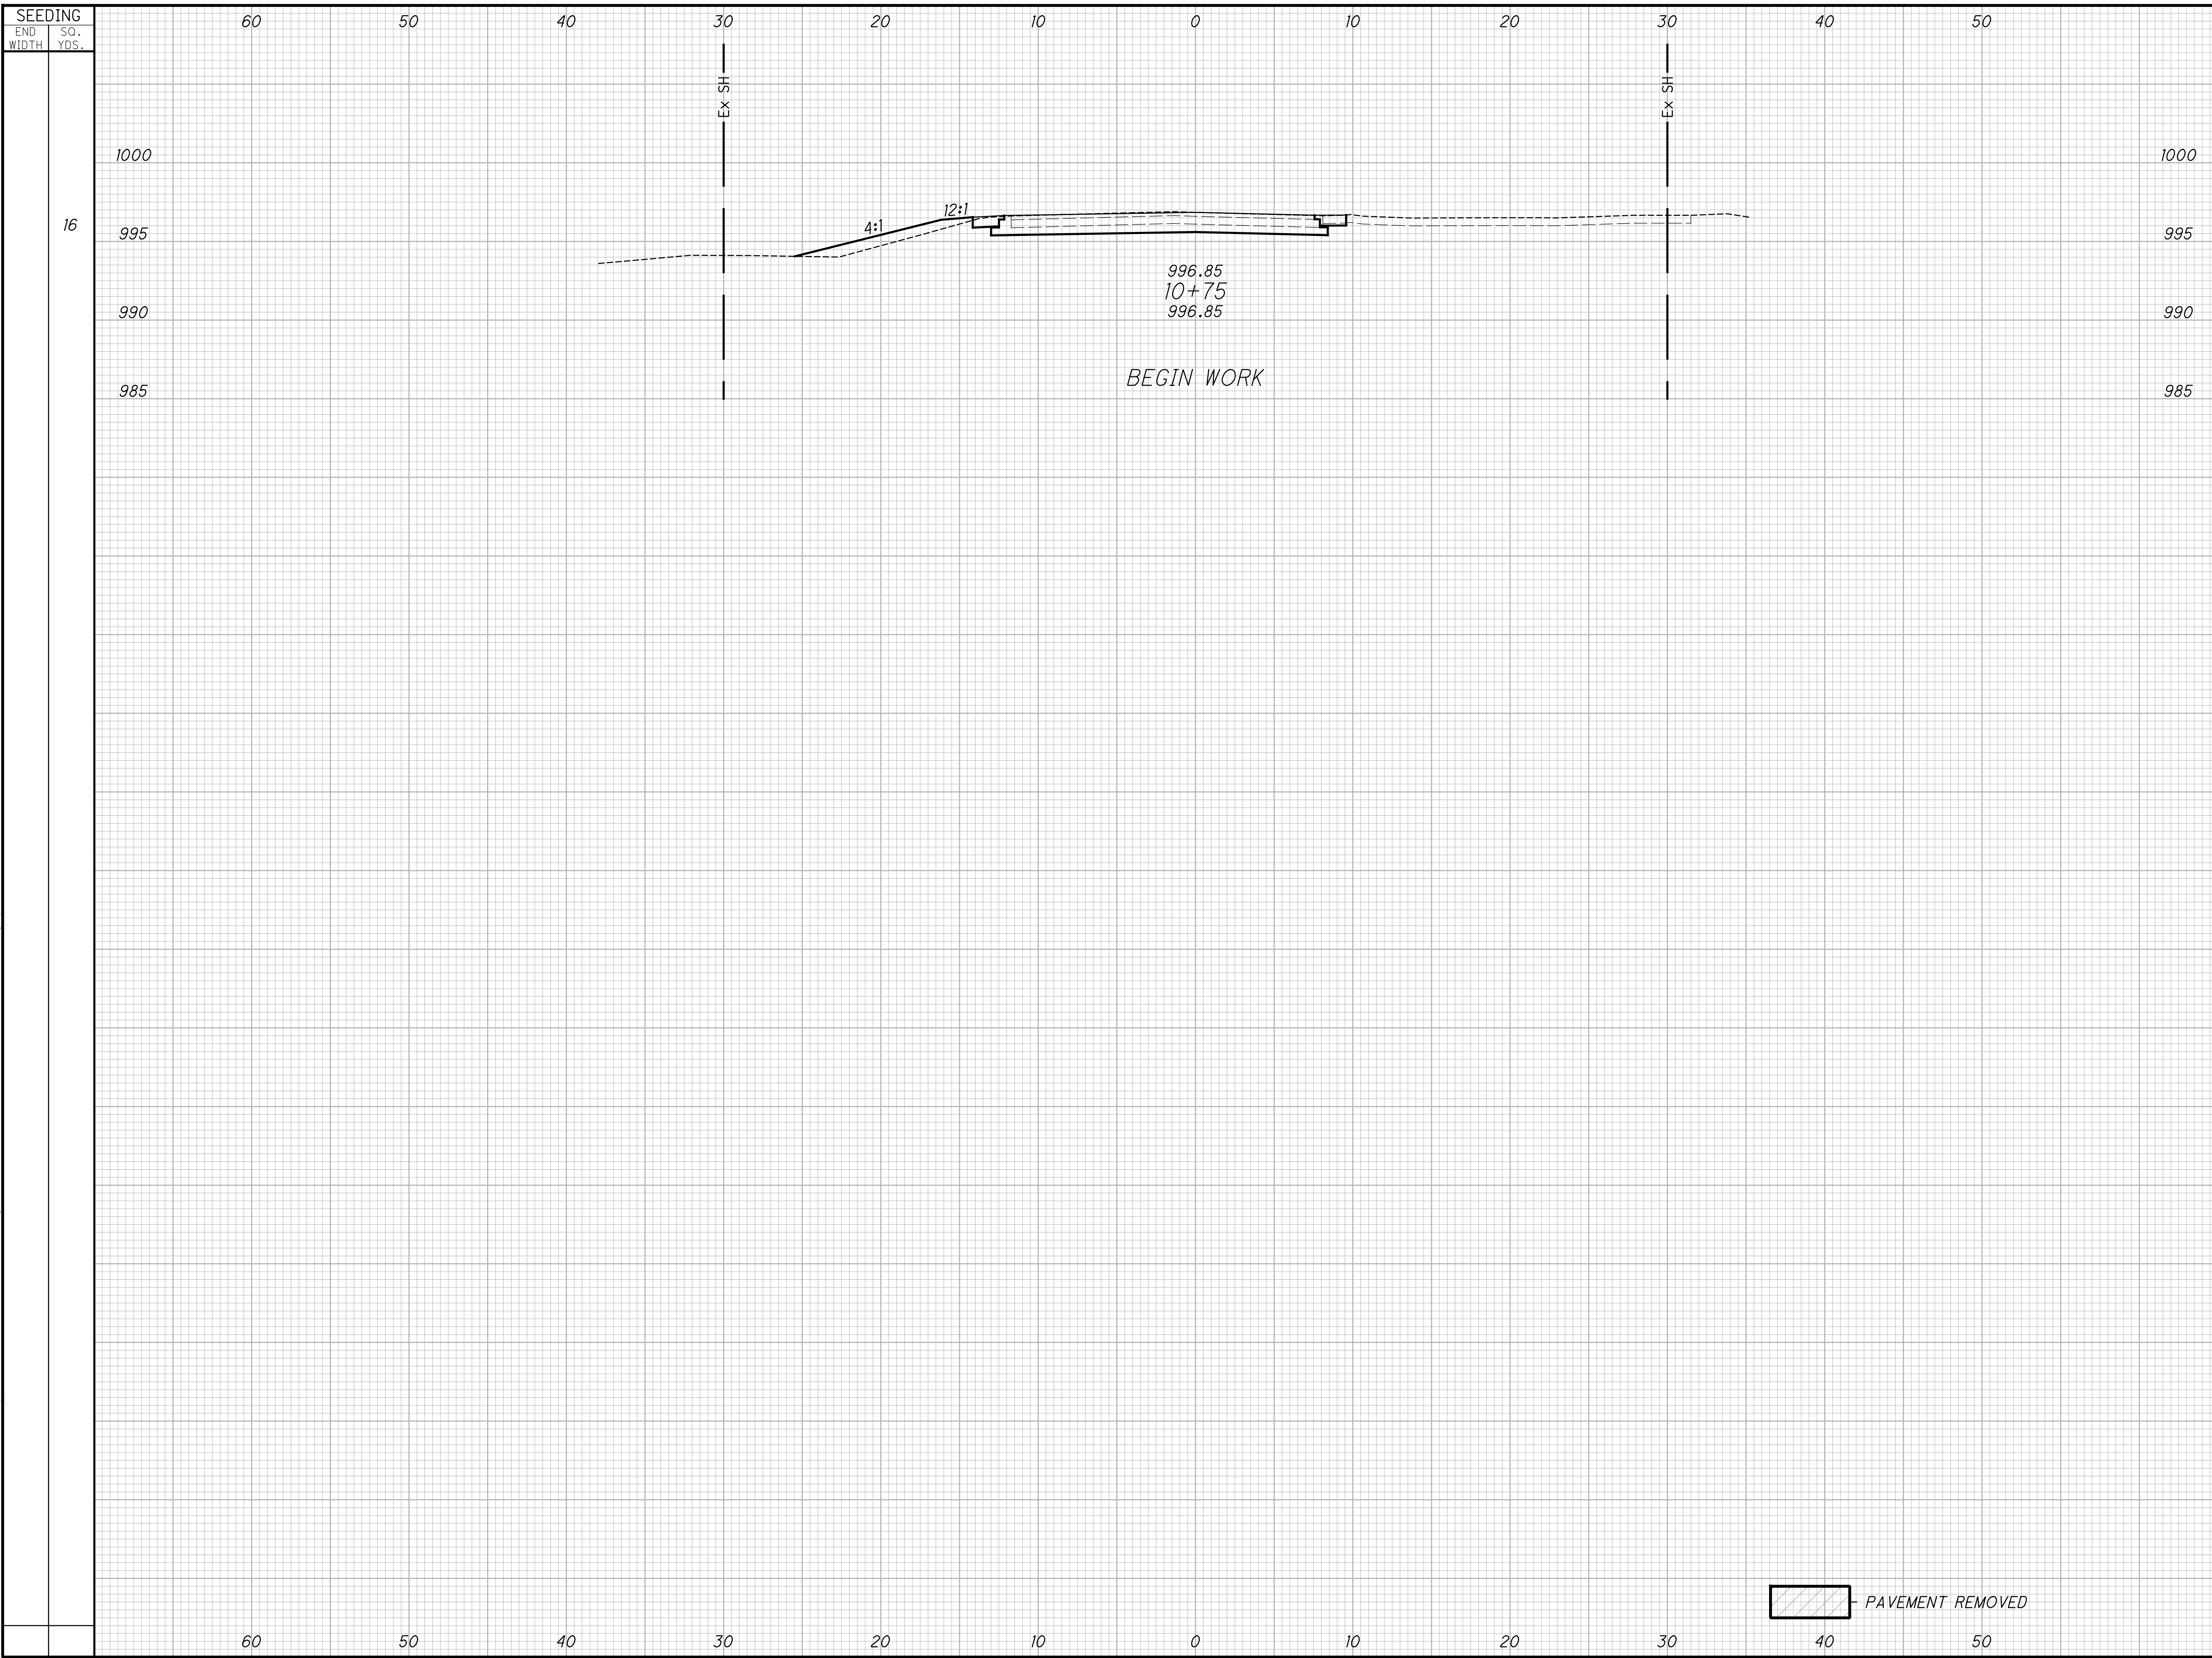 SEEDING
END WIDTH SQ. YDS.
60 50 40 30 20 10 0 10 20 30 40 50
Ex SH Ex SH
1000 1000
12:1
16 4:1
995 995
996.85
10+75
990 996.85 990
BEGIN WORK
985 985
PAVEMENT REMOVED
60 50 40 30 20 10 0 10 20 30 40 50